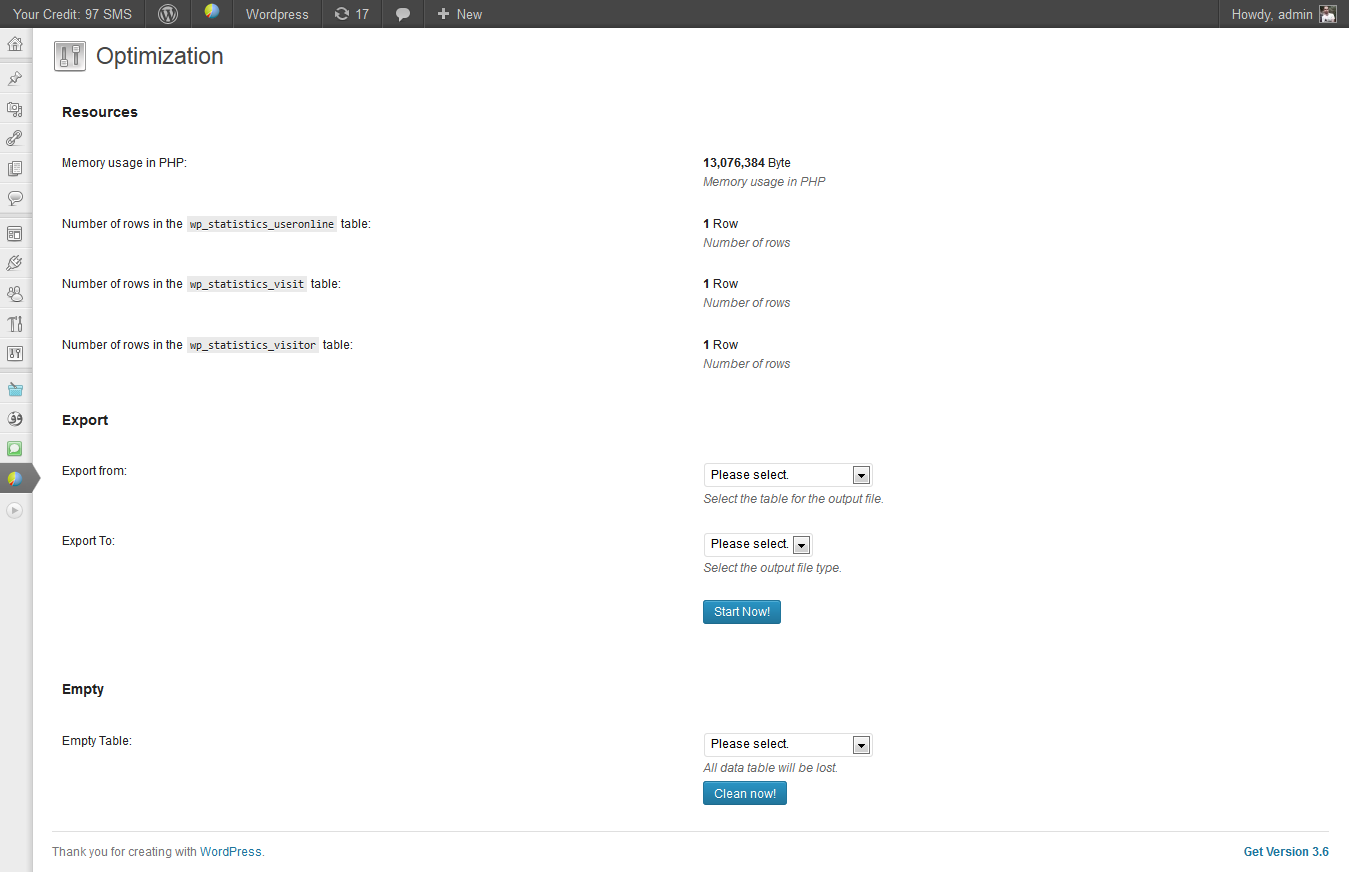 Your Credit: 97 SMS Wordpress 17 New Howdy, admin
Optimization
Resources
Memory usage in PHP: 13,076,384 Byte
Memory usage in PHP
Number of rows in the wp_statistics_useronline table: 1 Row
Number of rows
Number of rows in the wp_statistics_visit table: 1 Row
Number of rows
Number of rows in the wp_statistics_visitor table: 1 Row
Number of rows
Export
Export from: Please select.
Select the table for the output file.
Export To: Please select.
Select the output file type.
Start Now!
Empty
Empty Table: Please select.
All data table will be lost.
Clean now!
Thank you for creating with WordPress. Get Version 3.6